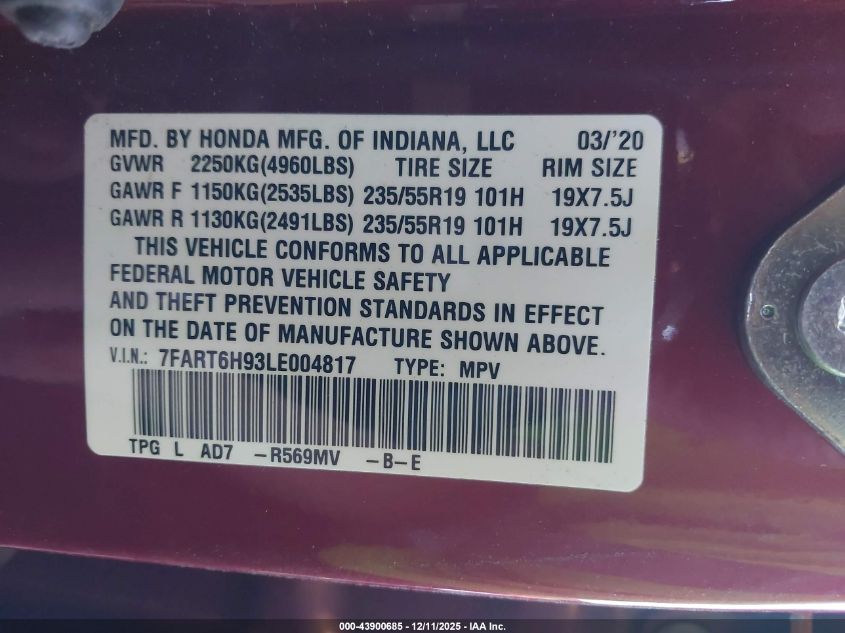 MFD. BY HONDA MFG. OF INDIANA, LLC 03/'20
GVWR 2250KG(4960LBS) TIRE SIZE RIM SIZE
GAWR F 1150KG(2535LBS) 235/55R19 101H 19X7.5J
GAWR R 1130KG(2491LBS) 235/55R19 101H 19X7.5J
THIS VEHICLE CONFORMS TO ALL APPLICABLE
FEDERAL MOTOR VEHICLE SAFETY
AND THEFT PREVENTION STANDARDS IN EFFECT
ON THE DATE OF MANUFACTURE SHOWN ABOVE.
V.I.N.: 7FART6H93LE004817 TYPE: MPV
TPG L AD7 -R569MV -B-E
000-43900685 - 12/11/2025 - IAA Inc.